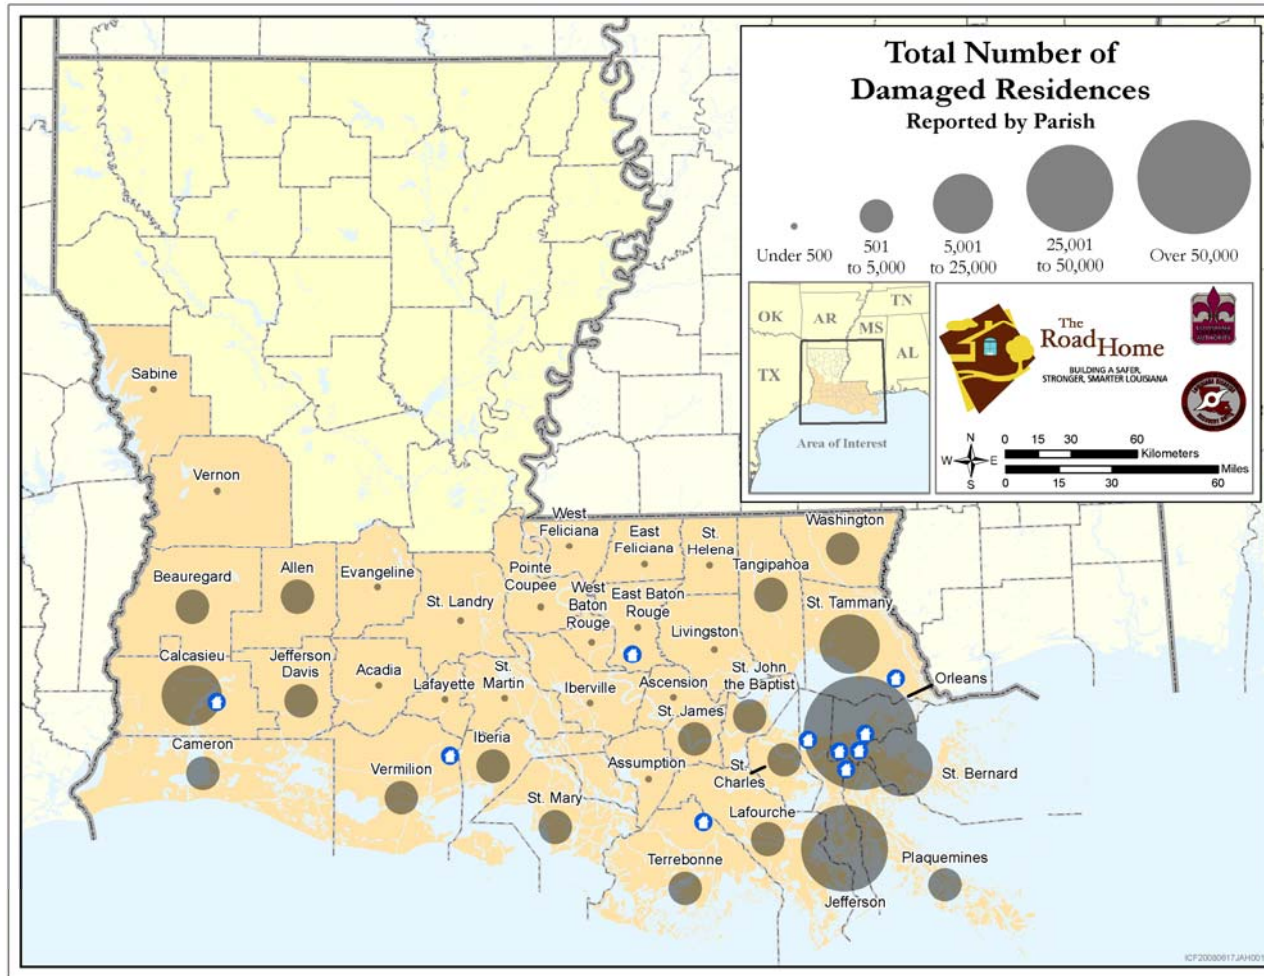 Total Number of
Damaged Residences
Reported by Parish
Under 500
501
to 5,000
5,001
to 25,000
25,001
to 50,000
Over 50,000
OK
AR
TN
MS
AL
TX
Area of Interest
The
Road Home
BUILDING A SAFER,
STRONGER, SMARTER LOUISIANA
N
W
E
S
0 15 30 60
Kilometers
Miles
0 15 30 60
Sabine
Vernon
West
Feliciana
East
Feliciana
St.
Helena
Washington
Beauregard
Allen
Evangeline
Pointe
Coupee
Tangipahoa
St. Landry
West
Baton
Rouge
East Baton
Rouge
St. Tammany
Livingston
Calcasieu
Jefferson
Davis
Acadia
Lafayette
St.
Martin
Iberville
Ascension
St. John
the Baptist
Orleans
St. James
Cameron
Iberia
Vermilion
Assumption
St.
Charles
St. Bernard
St. Mary
Lafourche
Terrebonne
Plaquemines
Jefferson
ICF20080617JAH001